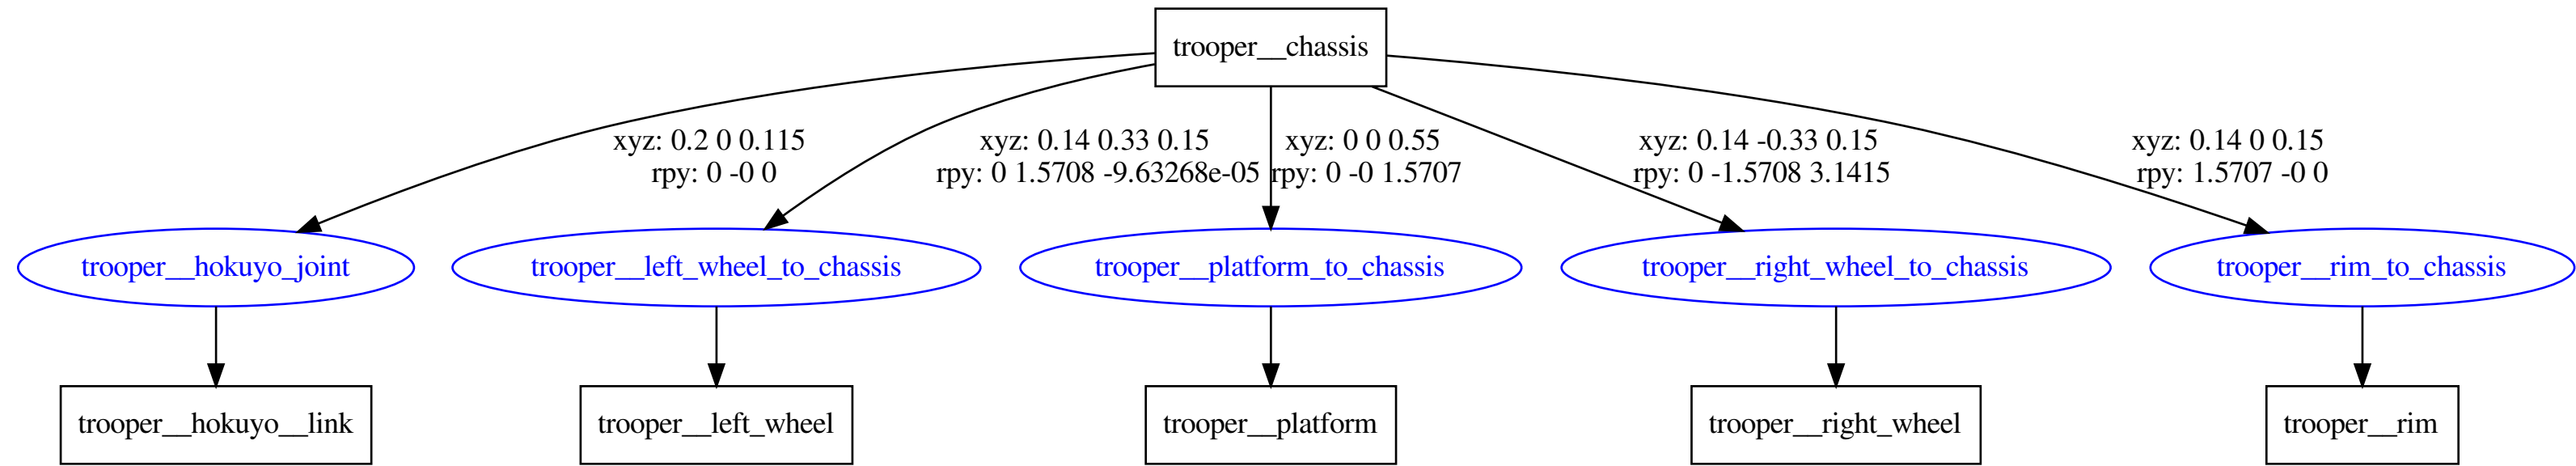 trooper__chassis
xyz: 0.2 0 0.115
rpy: 0 -0 0
xyz: 0.14 0.33 0.15
rpy: 0 1.5708 -9.63268e-05
xyz: 0 0 0.55
rpy: 0 -0 1.5707
xyz: 0.14 -0.33 0.15
rpy: 0 -1.5708 3.1415
xyz: 0.14 0 0.15
rpy: 1.5707 -0 0
trooper__hokuyo_joint
trooper__left_wheel_to_chassis
trooper__platform_to_chassis
trooper__right_wheel_to_chassis
trooper__rim_to_chassis
trooper__hokuyo__link
trooper__left_wheel
trooper__platform
trooper__right_wheel
trooper__rim